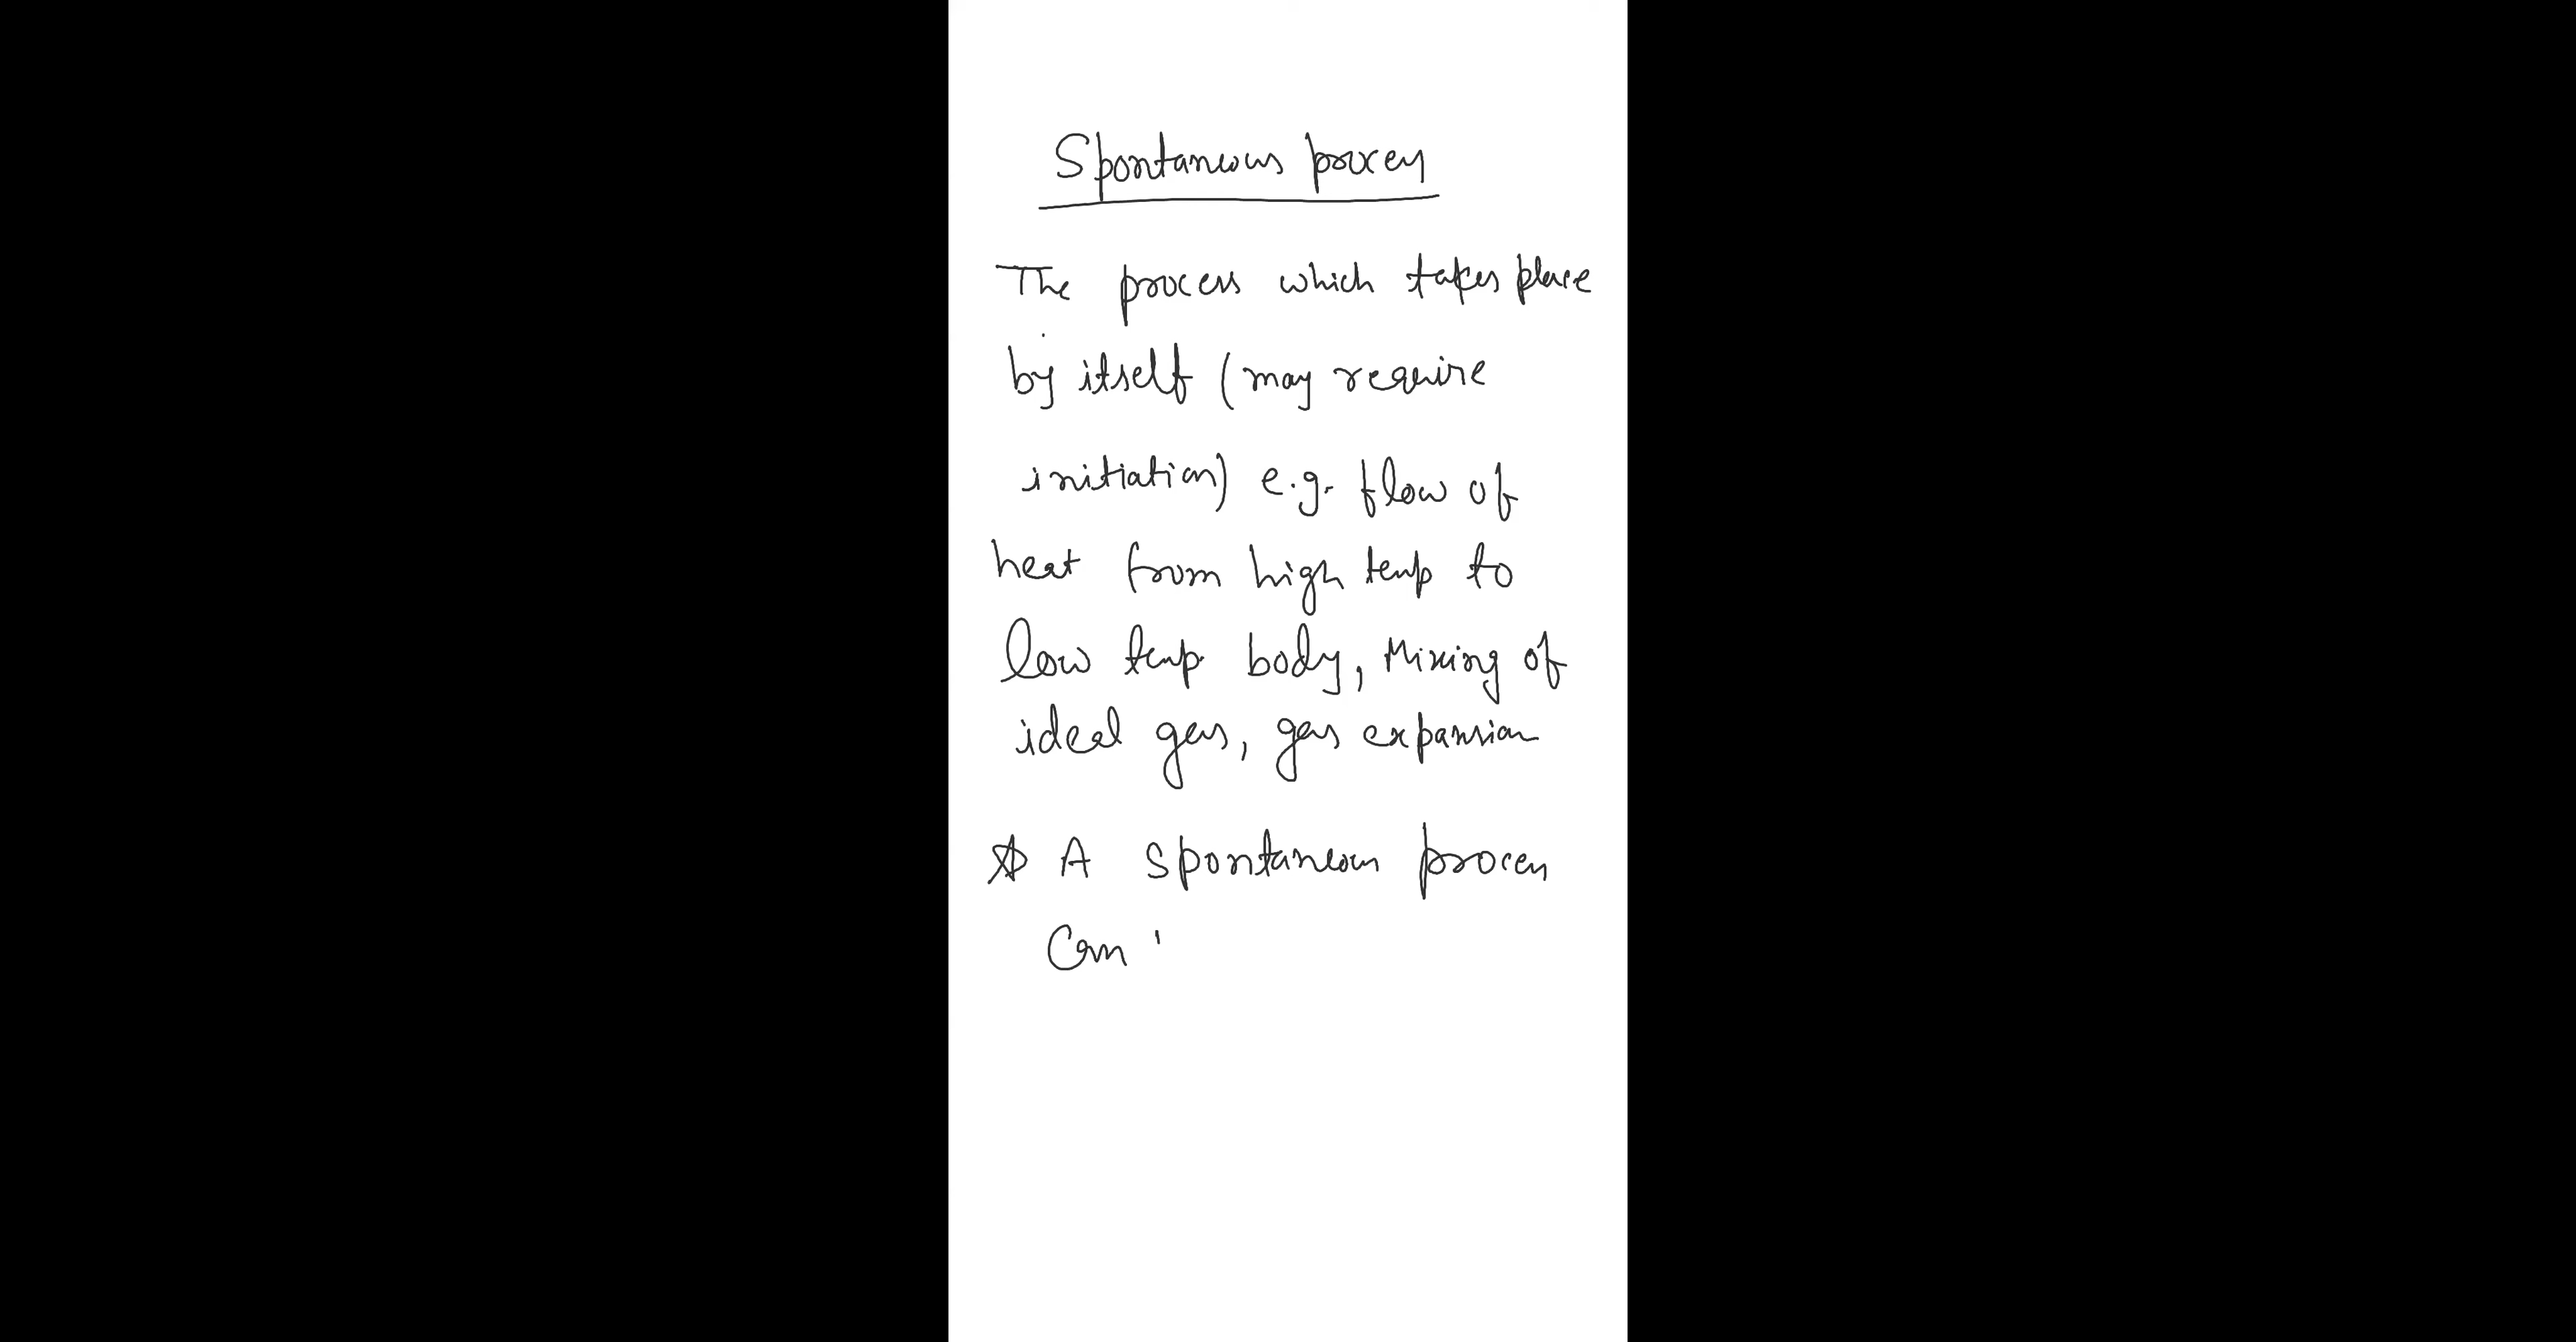 Spontaneous process
The process which takes place
by itself (may require
initiation) e.g. flow of
heat from high temp to
low temp. body, Mixing of
ideal gas, gas expansion
☆ A spontaneous process
Can '